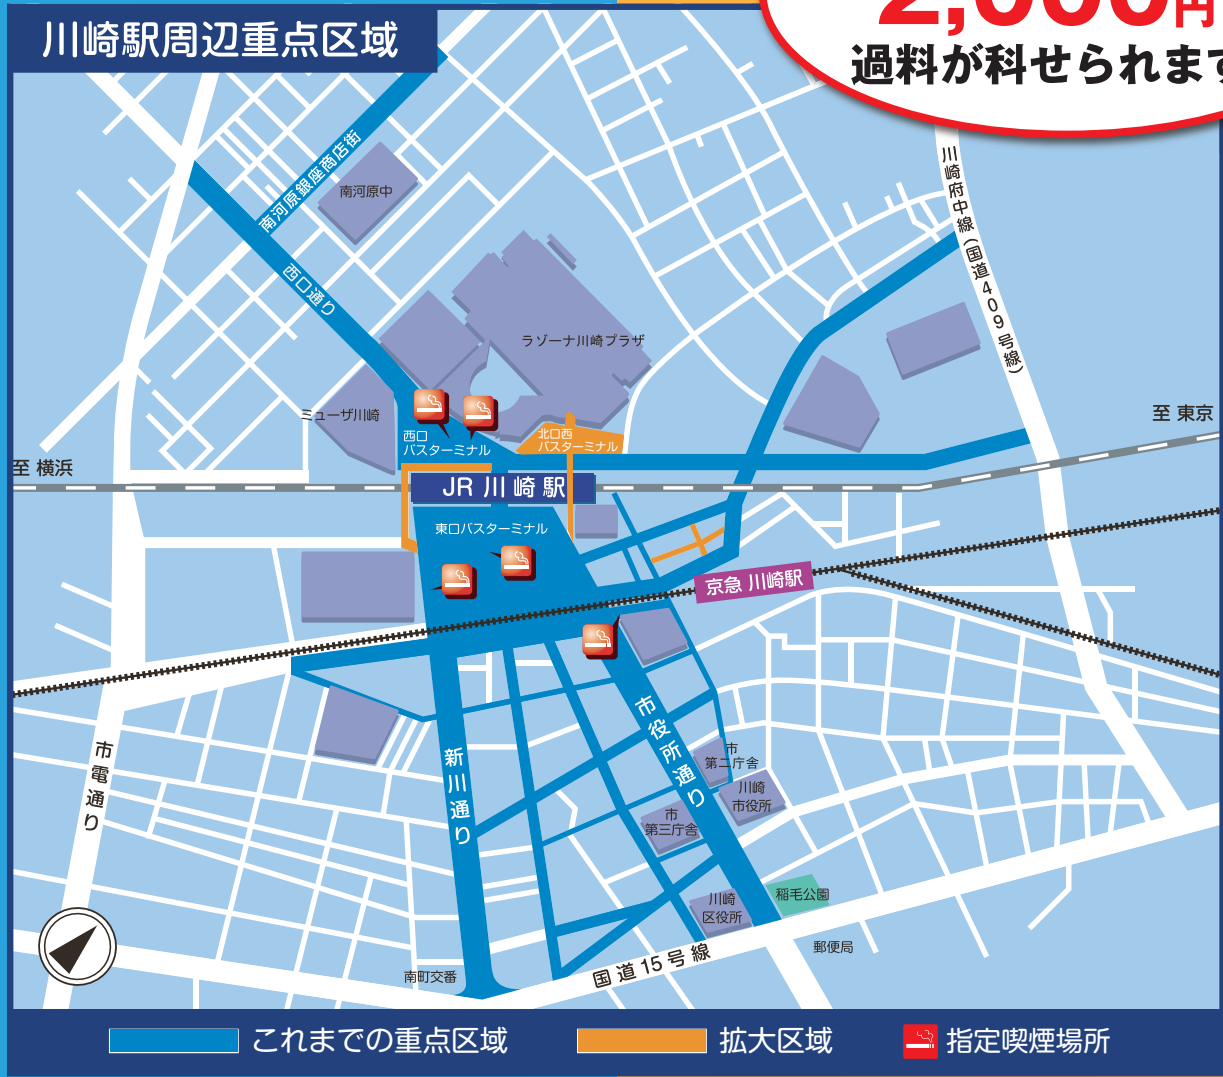 2,000円
過料が科せられます
川崎駅周辺重点区域
南河原銀座商店街
南河原中
西口通り
川崎府中線(国道409号線)
ラゾーナ川崎プラザ
ミューザ川崎
西口
バスターミナル
北口西
バスターミナル
至 東京
至 横浜
JR 川崎駅
東口バスターミナル
京急 川崎駅
市電通り
新川通り
市役所通り
市
第二庁舎
川崎
市役所
市
第三庁舎
川崎
区役所
稲毛公園
郵便局
国道15号線
南町交番
これまでの重点区域
拡大区域
指定喫煙場所